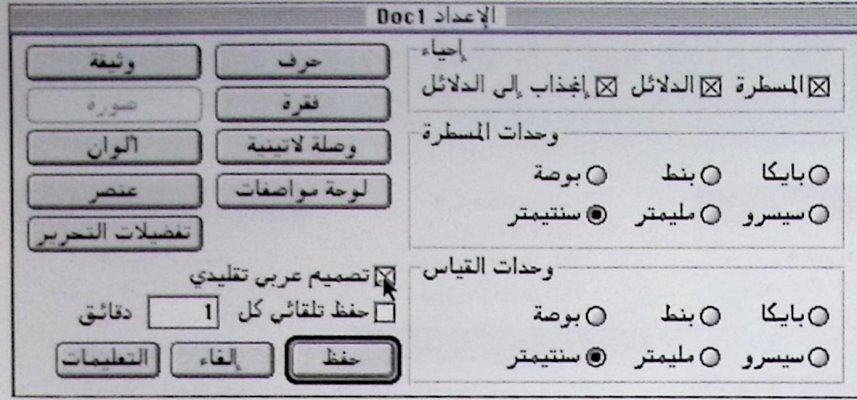 الإعداد Doc1
إحياء
المسطرة الدلائل إنجذاب إلى الدلائل
وحدات المسطرة
بايكا بنط بوصة
سيسرو مليمتر سنتيمتر
وحدات القياس
بايكا بنط بوصة
سيسرو مليمتر سنتيمتر
حرف وثيقة
فقرة صورة
وصلة لاتينية ألوان
لوحة مواصفات عنصر
تفضيلات التحرير
تصميم عربي تقليدي
حفظ تلقائي كل 1 دقائق
حفظ إلغاء التعليمات